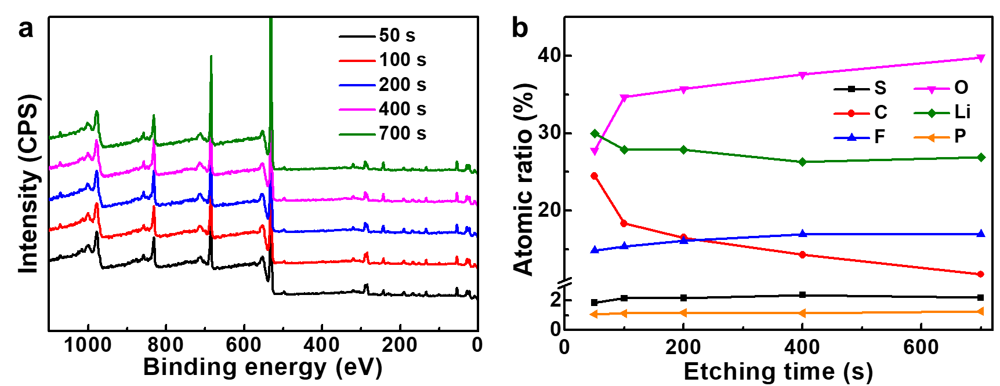 a
Intensity (CPS)
50 s
100 s
200 s
400 s
700 s
1000
800
600
400
200
0
Binding energy (eV)
b
Atomic ratio (%)
40
30
20
2
0
S
C
F
O
Li
P
0
200
400
600
Etching time (s)